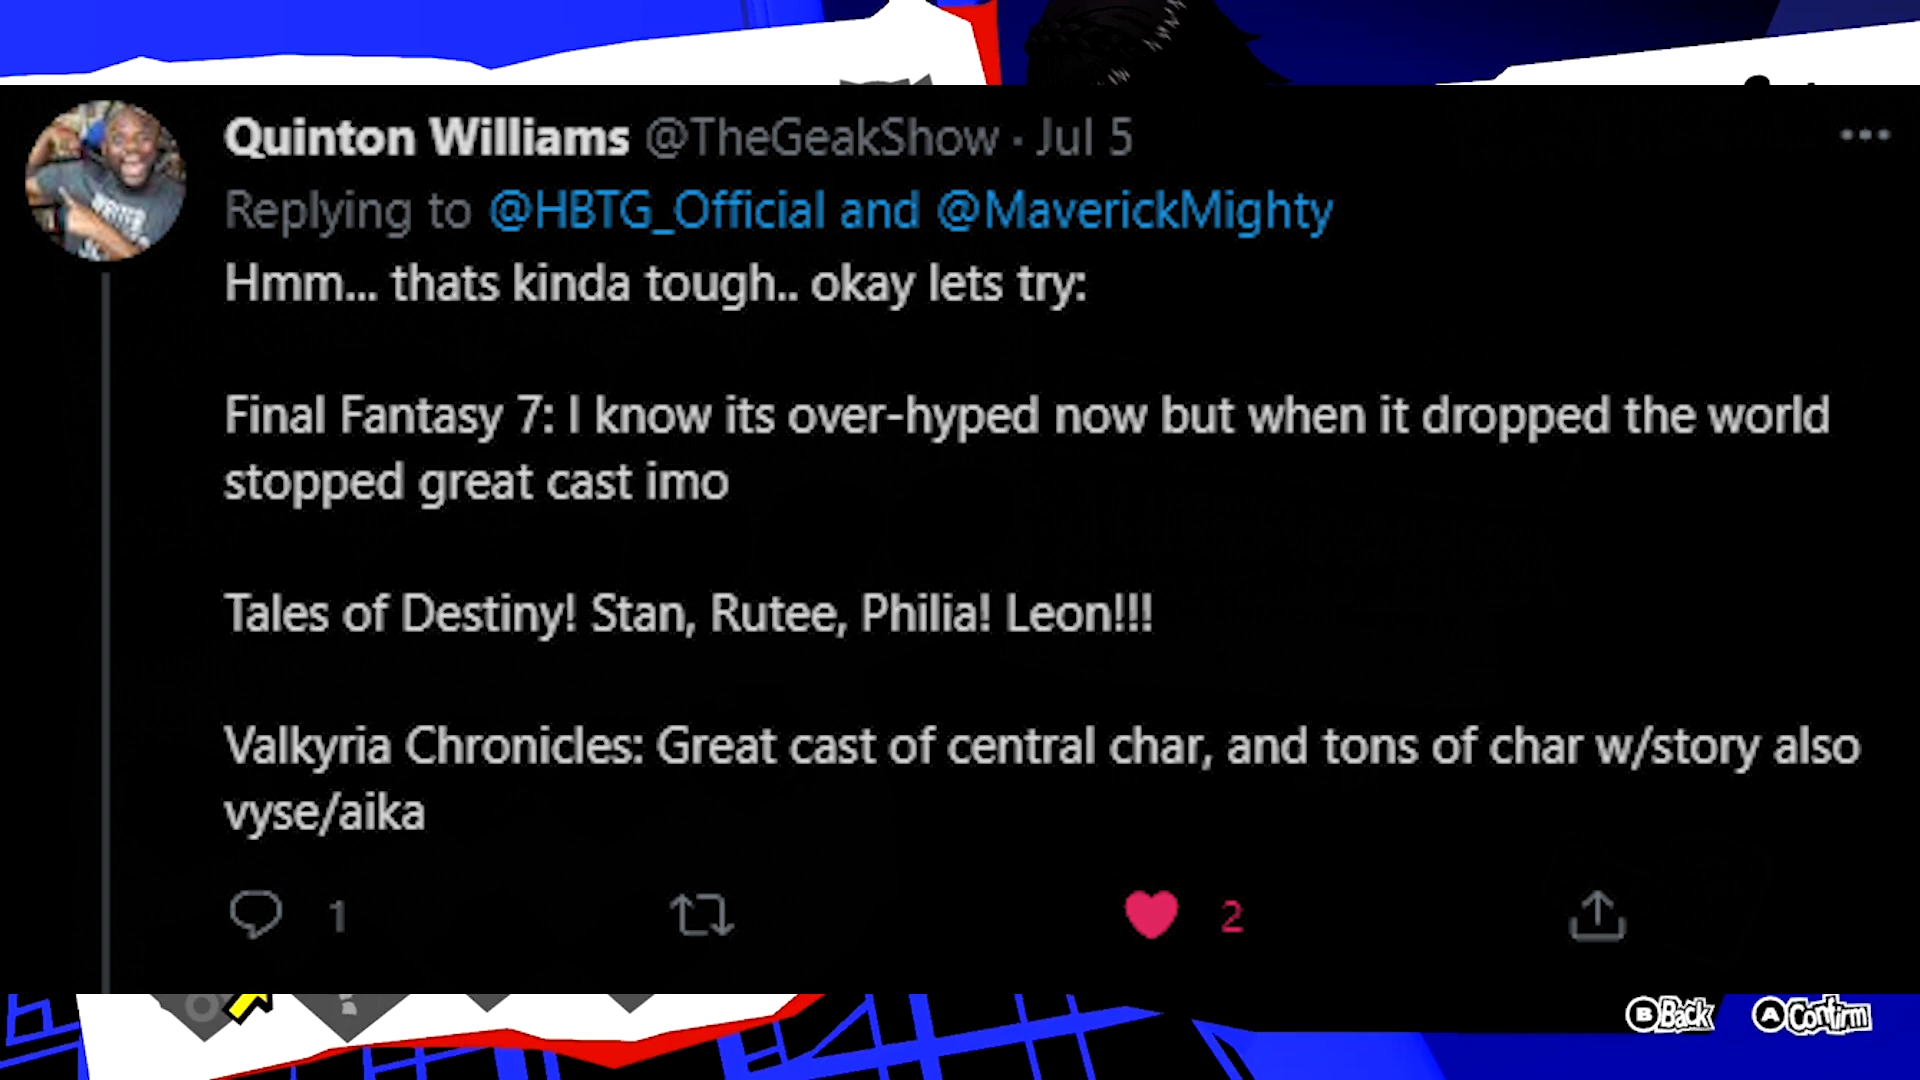 Quinton Williams @TheGeakShow · Jul 5
Replying to @HBTG_Official and @MaverickMighty
Hmm... thats kinda tough.. okay lets try:
Final Fantasy 7: I know its over-hyped now but when it dropped the world
stopped great cast imo
Tales of Destiny! Stan, Rutee, Philia! Leon!!!
Valkyria Chronicles: Great cast of central char, and tons of char w/story also
vyse/aika
1 2
B Back A Confirm